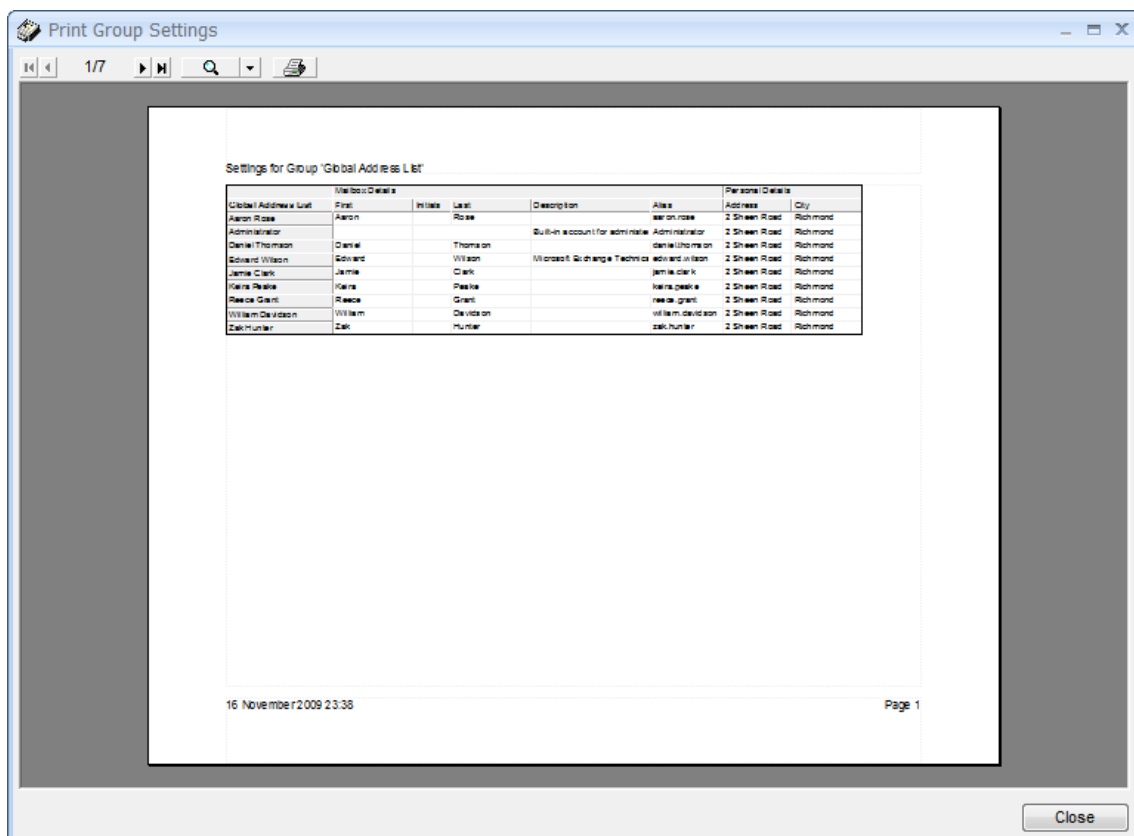 Print Group Settings
1/7
Settings for Group 'Global Address List'
Mailbox Details Personal Details
Global Address List First Initials Last Description Alias Address City
Aaron Rose Aaron Rose aaron.rose 2 Sheen Road Richmond
Administrator Built-in account for administe Administrator 2 Sheen Road Richmond
Daniel Thomson Daniel Thomson daniel.thomson 2 Sheen Road Richmond
Edward Wilson Edward Wilson Microsoft Exchange Technica edward.wilson 2 Sheen Road Richmond
Jamie Clark Jamie Clark jamie.clark 2 Sheen Road Richmond
Keira Peake Keira Peake keira.peake 2 Sheen Road Richmond
Reece Grant Reece Grant reece.grant 2 Sheen Road Richmond
William Davidson William Davidson william.davidson 2 Sheen Road Richmond
Zak Hunter Zak Hunter zak.hunter 2 Sheen Road Richmond
16 November 2009 23:38 Page 1
Close